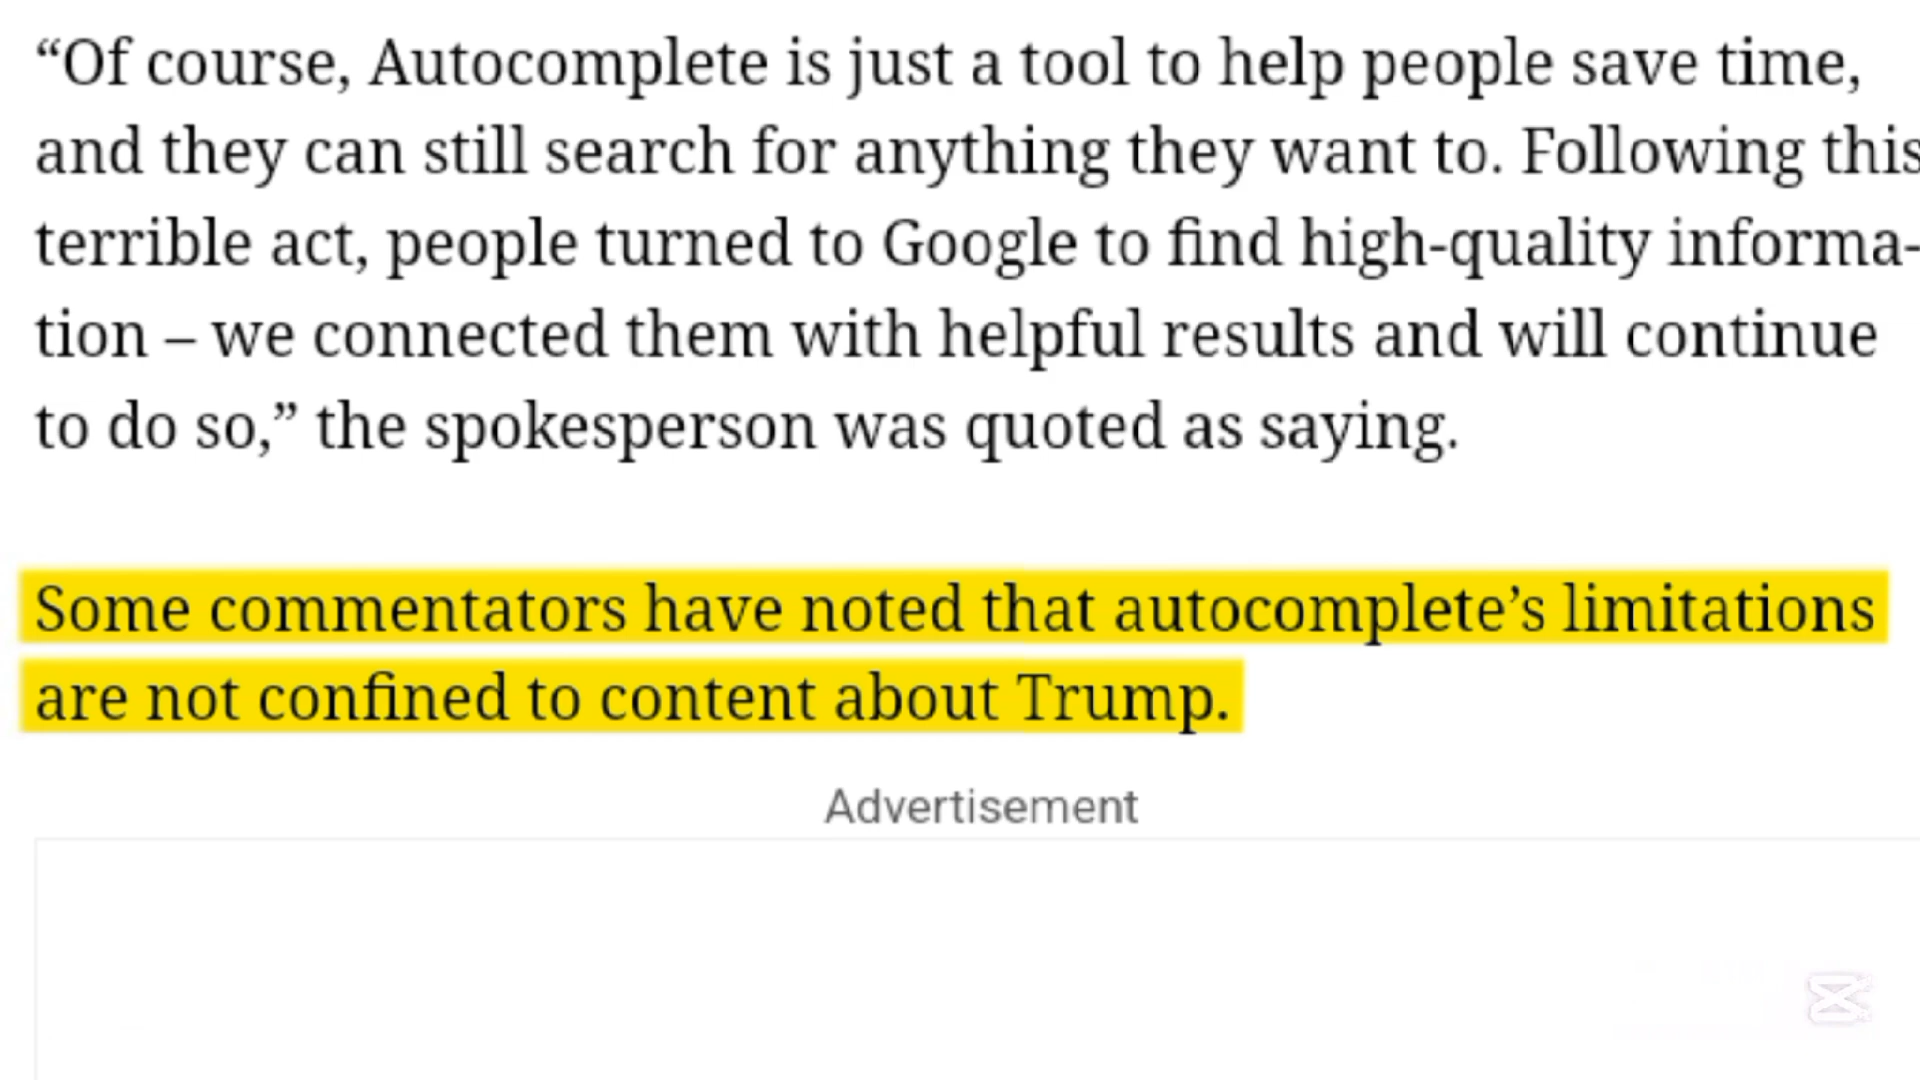 “Of course, Autocomplete is just a tool to help people save time,
and they can still search for anything they want to. Following this
terrible act, people turned to Google to find high-quality informa-
tion – we connected them with helpful results and will continue
to do so,” the spokesperson was quoted as saying.
Some commentators have noted that autocomplete’s limitations
are not confined to content about Trump.
Advertisement